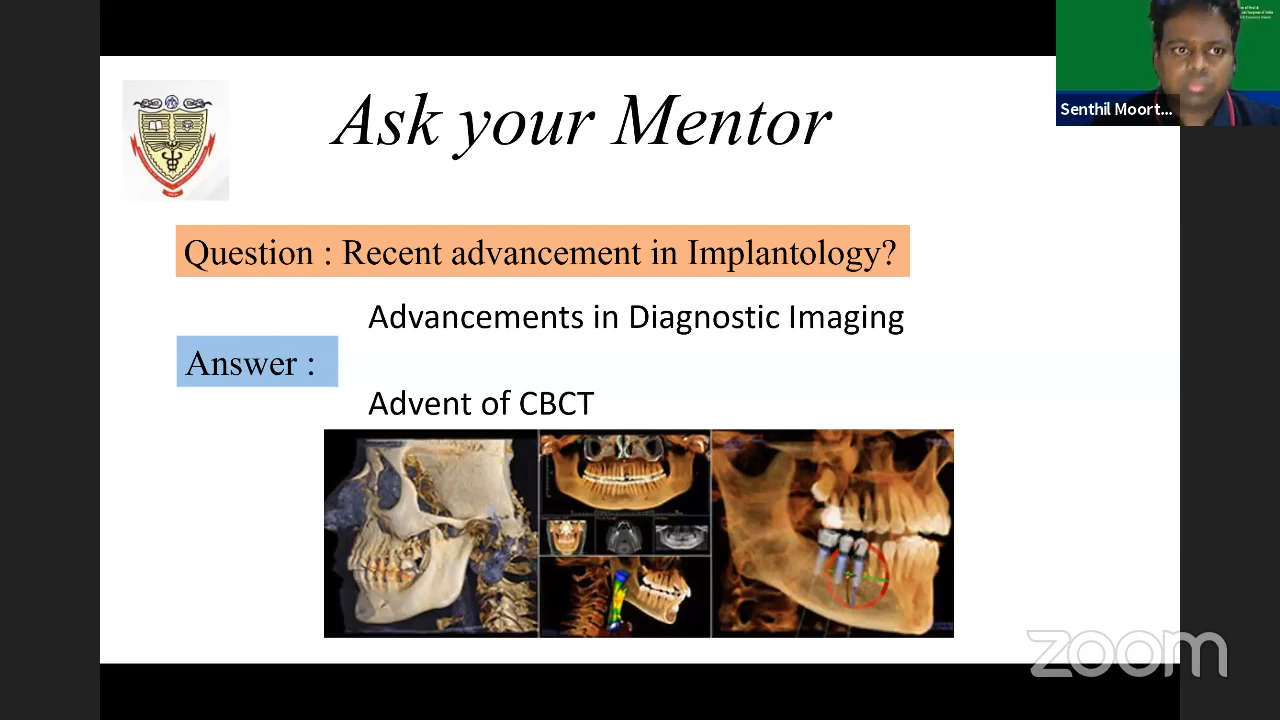 Ask your Mentor
Senthil Moort...
Question : Recent advancement in Implantology?
Advancements in Diagnostic Imaging
Answer :
Advent of CBCT
zoom